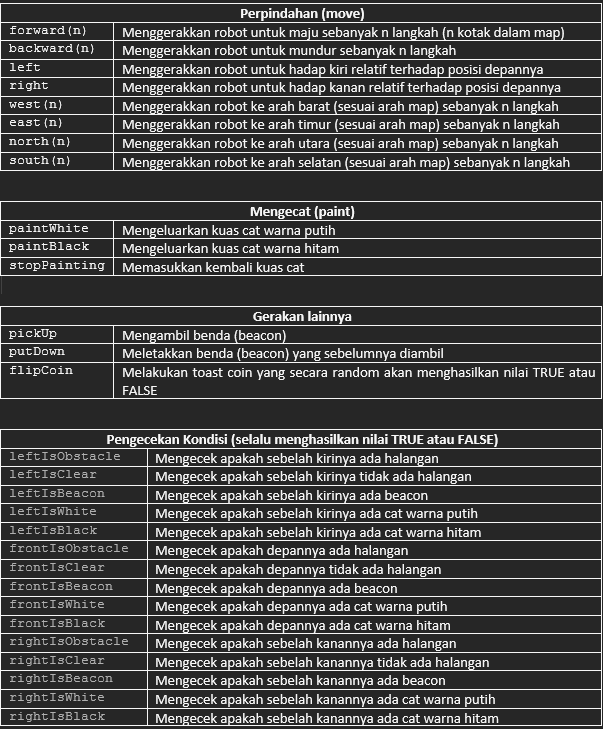 Perpindahan (move)
forward(n) Menggerakkan robot untuk maju sebanyak n langkah (n kotak dalam map)
backward(n) Menggerakkan robot untuk mundur sebanyak n langkah
left Menggerakkan robot untuk hadap kiri relatif terhadap posisi depannya
right Menggerakkan robot untuk hadap kanan relatif terhadap posisi depannya
west(n) Menggerakkan robot ke arah barat (sesuai arah map) sebanyak n langkah
east(n) Menggerakkan robot ke arah timur (sesuai arah map) sebanyak n langkah
north(n) Menggerakkan robot ke arah utara (sesuai arah map) sebanyak n langkah
south(n) Menggerakkan robot ke arah selatan (sesuai arah map) sebanyak n langkah
Mengecat (paint)
paintWhite Mengeluarkan kuas cat warna putih
paintBlack Mengeluarkan kuas cat warna hitam
stopPainting Memasukkan kembali kuas cat
Gerakan lainnya
pickUp Mengambil benda (beacon)
putDown Meletakkan benda (beacon) yang sebelumnya diambil
flipCoin Melakukan toast coin yang secara random akan menghasilkan nilai TRUE atau
FALSE
Pengecekan Kondisi (selalu menghasilkan nilai TRUE atau FALSE)
leftIsObstacle Mengecek apakah sebelah kirinya ada halangan
leftIsClear Mengecek apakah sebelah kirinya tidak ada halangan
leftIsBeacon Mengecek apakah sebelah kirinya ada beacon
leftIsWhite Mengecek apakah sebelah kirinya ada cat warna putih
leftIsBlack Mengecek apakah sebelah kirinya ada cat warna hitam
frontIsObstacle Mengecek apakah depannya ada halangan
frontIsClear Mengecek apakah depannya tidak ada halangan
frontIsBeacon Mengecek apakah depannya ada beacon
frontIsWhite Mengecek apakah depannya ada cat warna putih
frontIsBlack Mengecek apakah depannya ada cat warna hitam
rightIsObstacle Mengecek apakah sebelah kanannya ada halangan
rightIsClear Mengecek apakah sebelah kanannya tidak ada halangan
rightIsBeacon Mengecek apakah sebelah kanannya ada beacon
rightIsWhite Mengecek apakah sebelah kanannya ada cat warna putih
rightIsBlack Mengecek apakah sebelah kanannya ada cat warna hitam